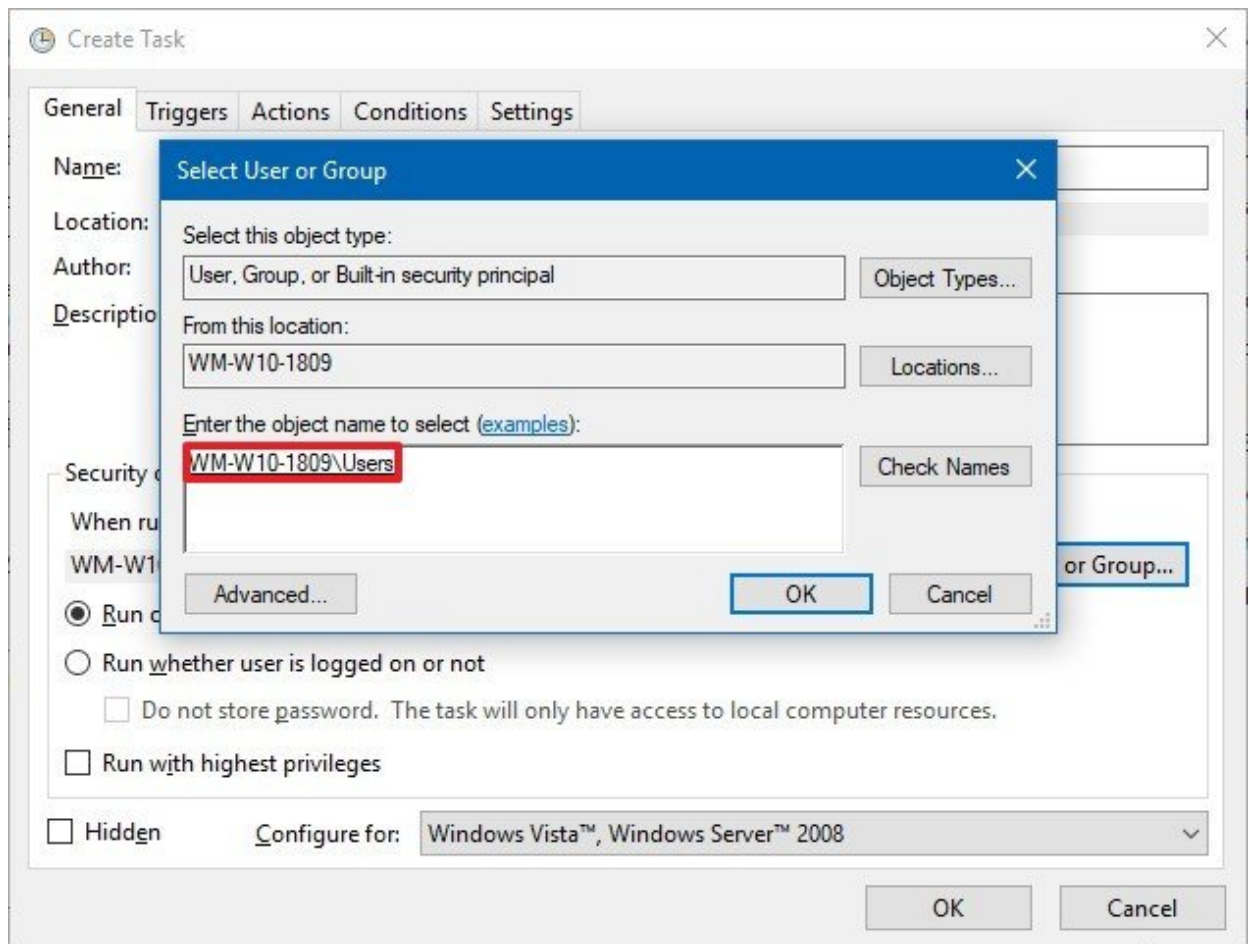 Create Task
General Triggers Actions Conditions Settings
Name:
Select User or Group
Location:
Select this object type:
Author:
User, Group, or Built-in security principal
Object Types...
Description
From this location:
WM-W10-1809
Locations...
Enter the object name to select (examples):
WM-W10-1809\Users
Check Names
Security
When ru
WM-W1
or Group...
Advanced...
OK
Cancel
Run
Run whether user is logged on or not
Do not store password. The task will only have access to local computer resources.
Run with highest privileges
Hidden
Configure for: Windows Vista™, Windows Server™ 2008
OK
Cancel